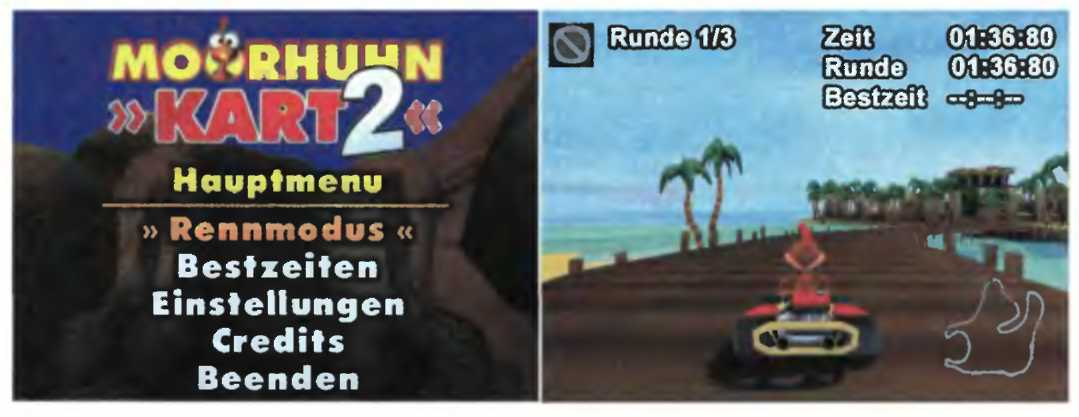 MOORHUHN
»KART2«
Hauptmenu
» Rennmodus «
Bestzeiten
Einstellungen
Credits
Beenden
Runde 1/3
Zeit 01:36:80
Runde 01:36:80
Bestzeit --:--:--